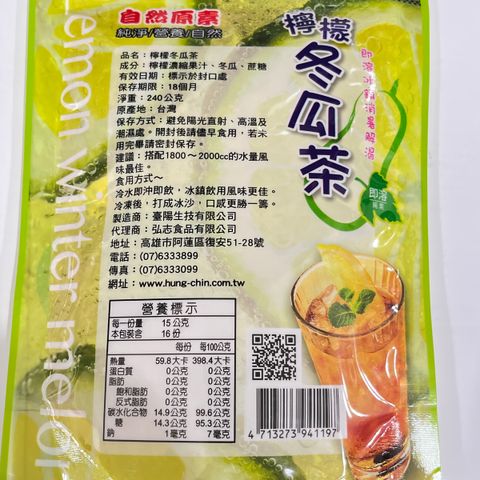 Lemon winter melon
自然原素
純淨/營養/自然
檸檬
冬瓜茶
即溶冰鎮消暑解渴
即溶
品名：檸檬冬瓜茶
成分：檸檬濃縮果汁、冬瓜、蔗糖
有效日期：標示於封口處
保存期限：18個月
淨重：240公克
原產地：台灣
保存方式：避免陽光直射、高溫及
潮濕處。開封後請儘早食用，若未
用完畢請密封保存。
建議：搭配1800～2000cc的水量風
味最佳。
食用方式～
冷水即沖即飲，冰鎮飲用風味更佳。
冷凍後，打成冰沙，口感更勝一籌。
製造商：臺陽生技有限公司
代理商：弘志食品有限公司
地址：高雄市阿蓮區復安51-28號
電話：(07)6333899
傳真：(07)6333099
網址：www.hung-chin.com.tw
營養標示
每一份量 15公克
本包裝含 16份
每份 每100公克
熱量 59.8大卡 398.4大卡
蛋白質 0公克 0公克
脂肪 0公克 0公克
飽和脂肪 0公克 0公克
反式脂肪 0公克 0公克
碳水化合物 14.9公克 99.6公克
糖 14.3公克 95.3公克
鈉 1毫克 7毫克
4 713273 941197